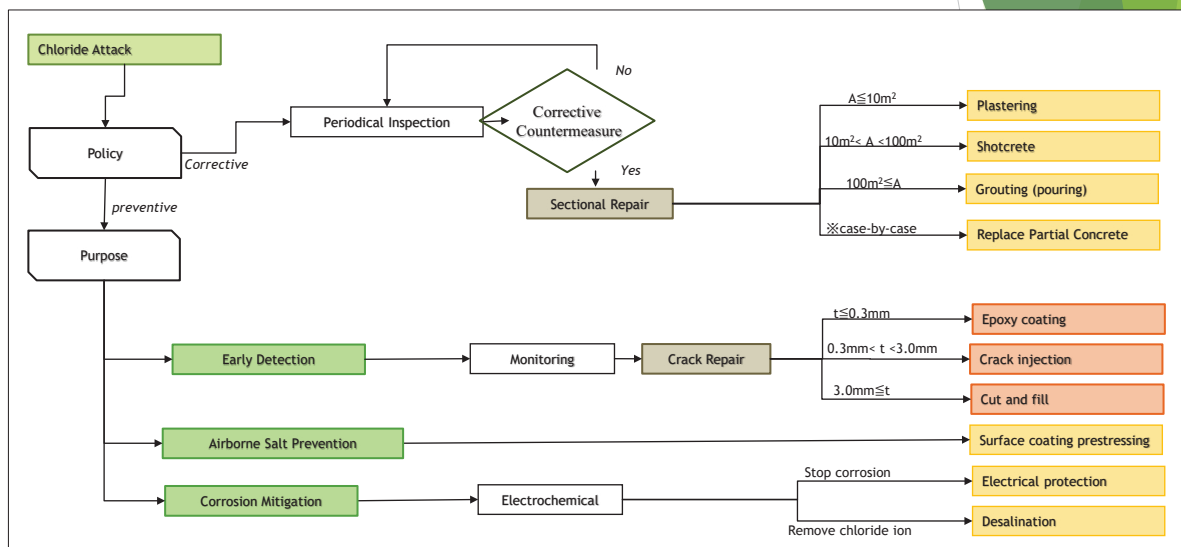 Chloride Attack
No
Periodical Inspection
Corrective
Countermeasure
Policy
Corrective
Yes
preventive
Sectional Repair
Purpose
A≦10m²
Plastering
10m²< A <100m²
Shotcrete
100m²≦A
Grouting (pouring)
※case-by-case
Replace Partial Concrete
Early Detection
Monitoring
Crack Repair
t≦0.3mm
Epoxy coating
0.3mm< t <3.0mm
Crack injection
3.0mm≦t
Cut and fill
Airborne Salt Prevention
Surface coating prestressing
Corrosion Mitigation
Electrochemical
Stop corrosion
Electrical protection
Remove chloride ion
Desalination